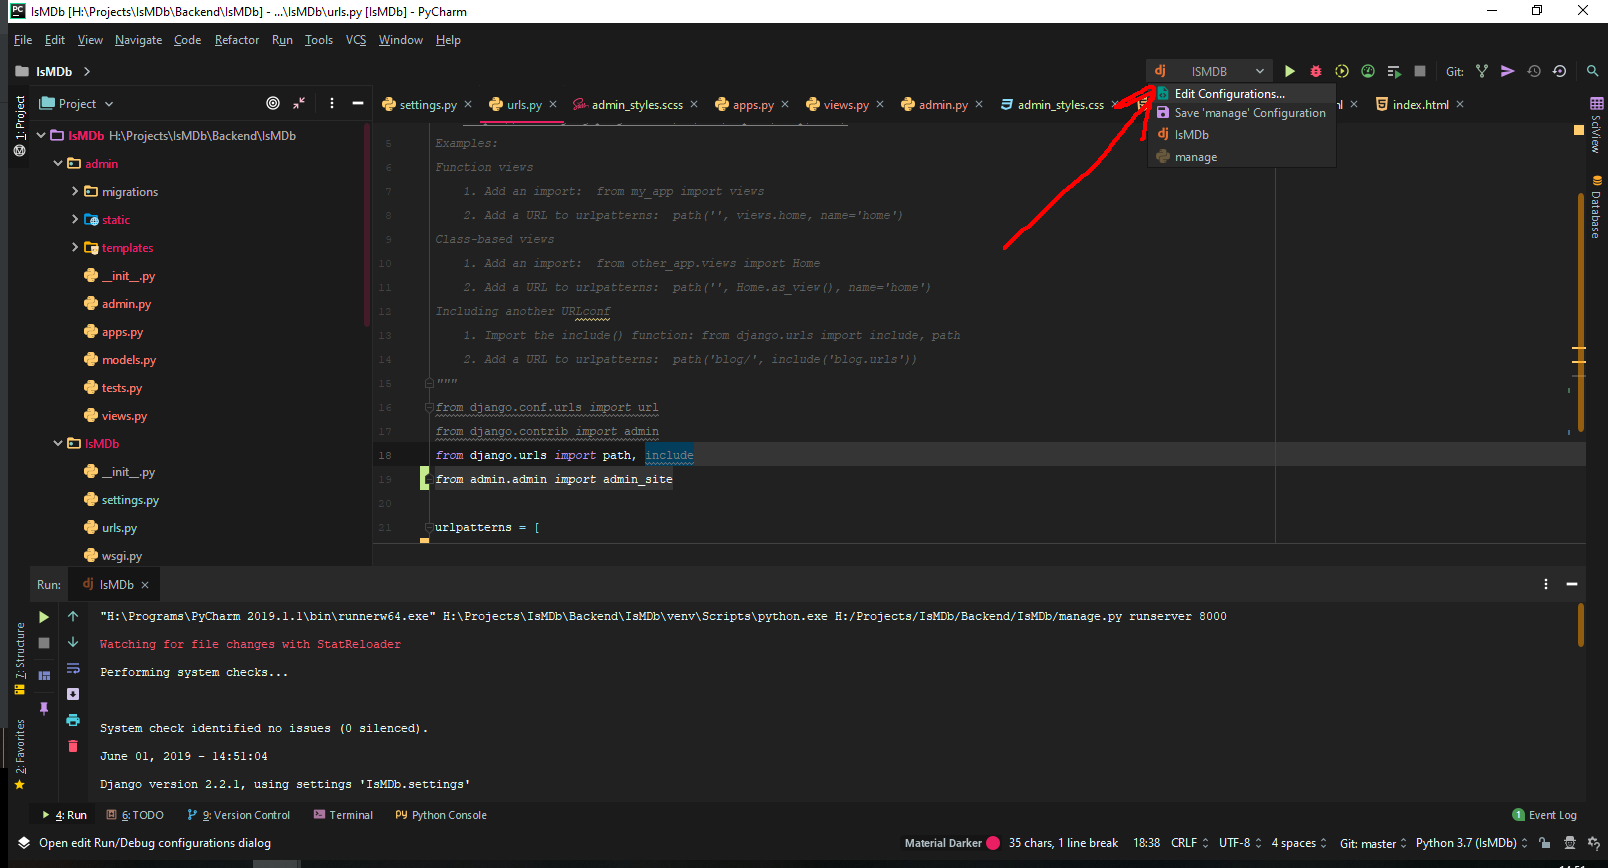 IsMDb [H:\Projects\IsMDb\Backend\IsMDb] - ...\IsMDb\urls.py [IsMDb] - PyCharm
File Edit View Navigate Code Refactor Run Tools VCS Window Help
IsMDb
ISMDB
Git:
1: Project
Project
settings.py
urls.py
admin_styles.scss
apps.py
views.py
admin.py
admin_styles.css
index.html
Edit Configurations...
Save 'manage' Configuration
IsMDb
manage
SciView
Database
IsMDb H:\Projects\IsMDb\Backend\IsMDb
admin
migrations
static
templates
__init__.py
admin.py
apps.py
models.py
tests.py
views.py
IsMDb
__init__.py
settings.py
urls.py
wsgi.py
5 Examples:
6 Function views
7 1. Add an import:  from my_app import views
8 2. Add a URL to urlpatterns:  path('', views.home, name='home')
9 Class-based views
10 1. Add an import:  from other_app.views import Home
11 2. Add a URL to urlpatterns:  path('', Home.as_view(), name='home')
12 Including another URLconf
13 1. Import the include() function: from django.urls import include, path
14 2. Add a URL to urlpatterns:  path('blog/', include('blog.urls'))
15 """
16 from django.conf.urls import url
17 from django.contrib import admin
18 from django.urls import path, include
19 from admin.admin import admin_site
20
21 urlpatterns = [
Run: IsMDb
"H:\Programs\PyCharm 2019.1.1\bin\runnerw64.exe" H:\Projects\IsMDb\Backend\IsMDb\venv\Scripts\python.exe H:/Projects/IsMDb/Backend/IsMDb/manage.py runserver 8000
Watching for file changes with StatReloader
Performing system checks...
System check identified no issues (0 silenced).
June 01, 2019 - 14:51:04
Django version 2.2.1, using settings 'IsMDb.settings'
7: Structure
2: Favorites
4: Run 6: TODO 9: Version Control Terminal Python Console 1 Event Log
Open edit Run/Debug configurations dialog Material Darker 35 chars, 1 line break 18:38 CRLF UTF-8 4 spaces Git: master Python 3.7 (IsMDb)